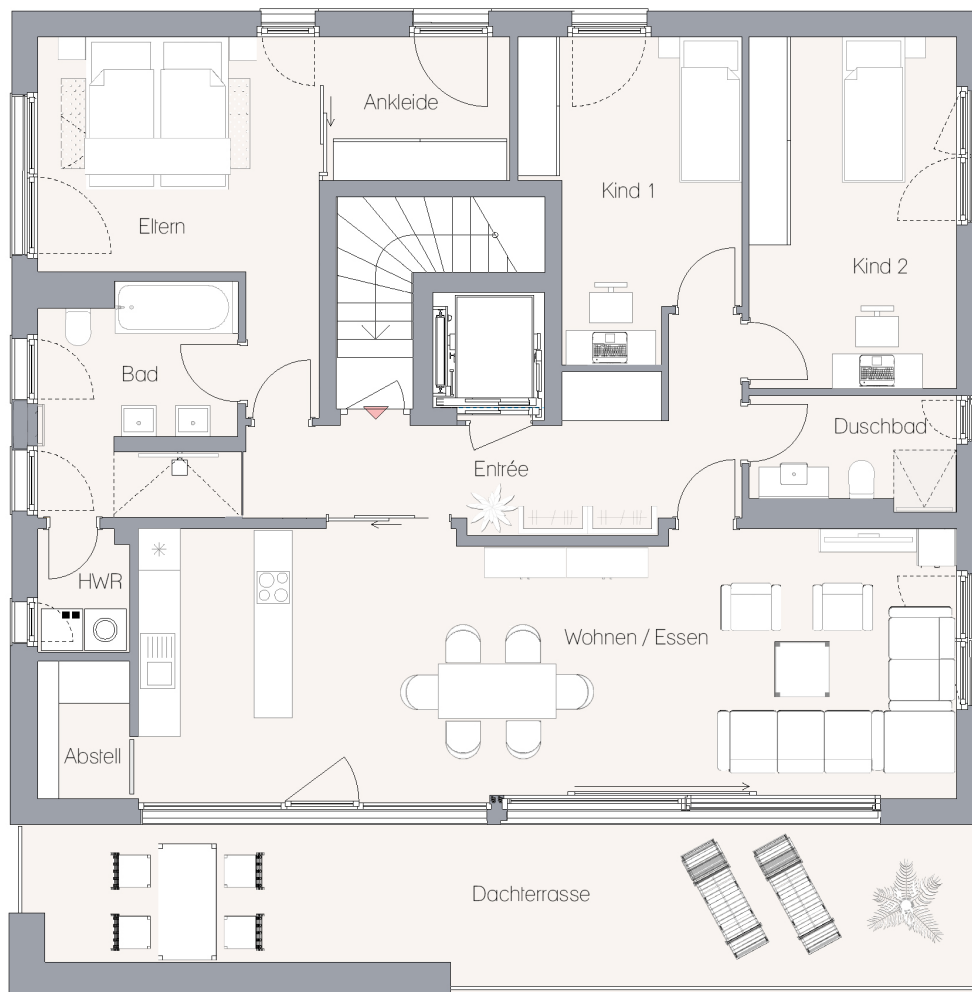 Ankleide
Kind 1
Eltern
Kind 2
Bad
Duschbad
Entrée
HWR
Wohnen / Essen
Abstell
Dachterrasse